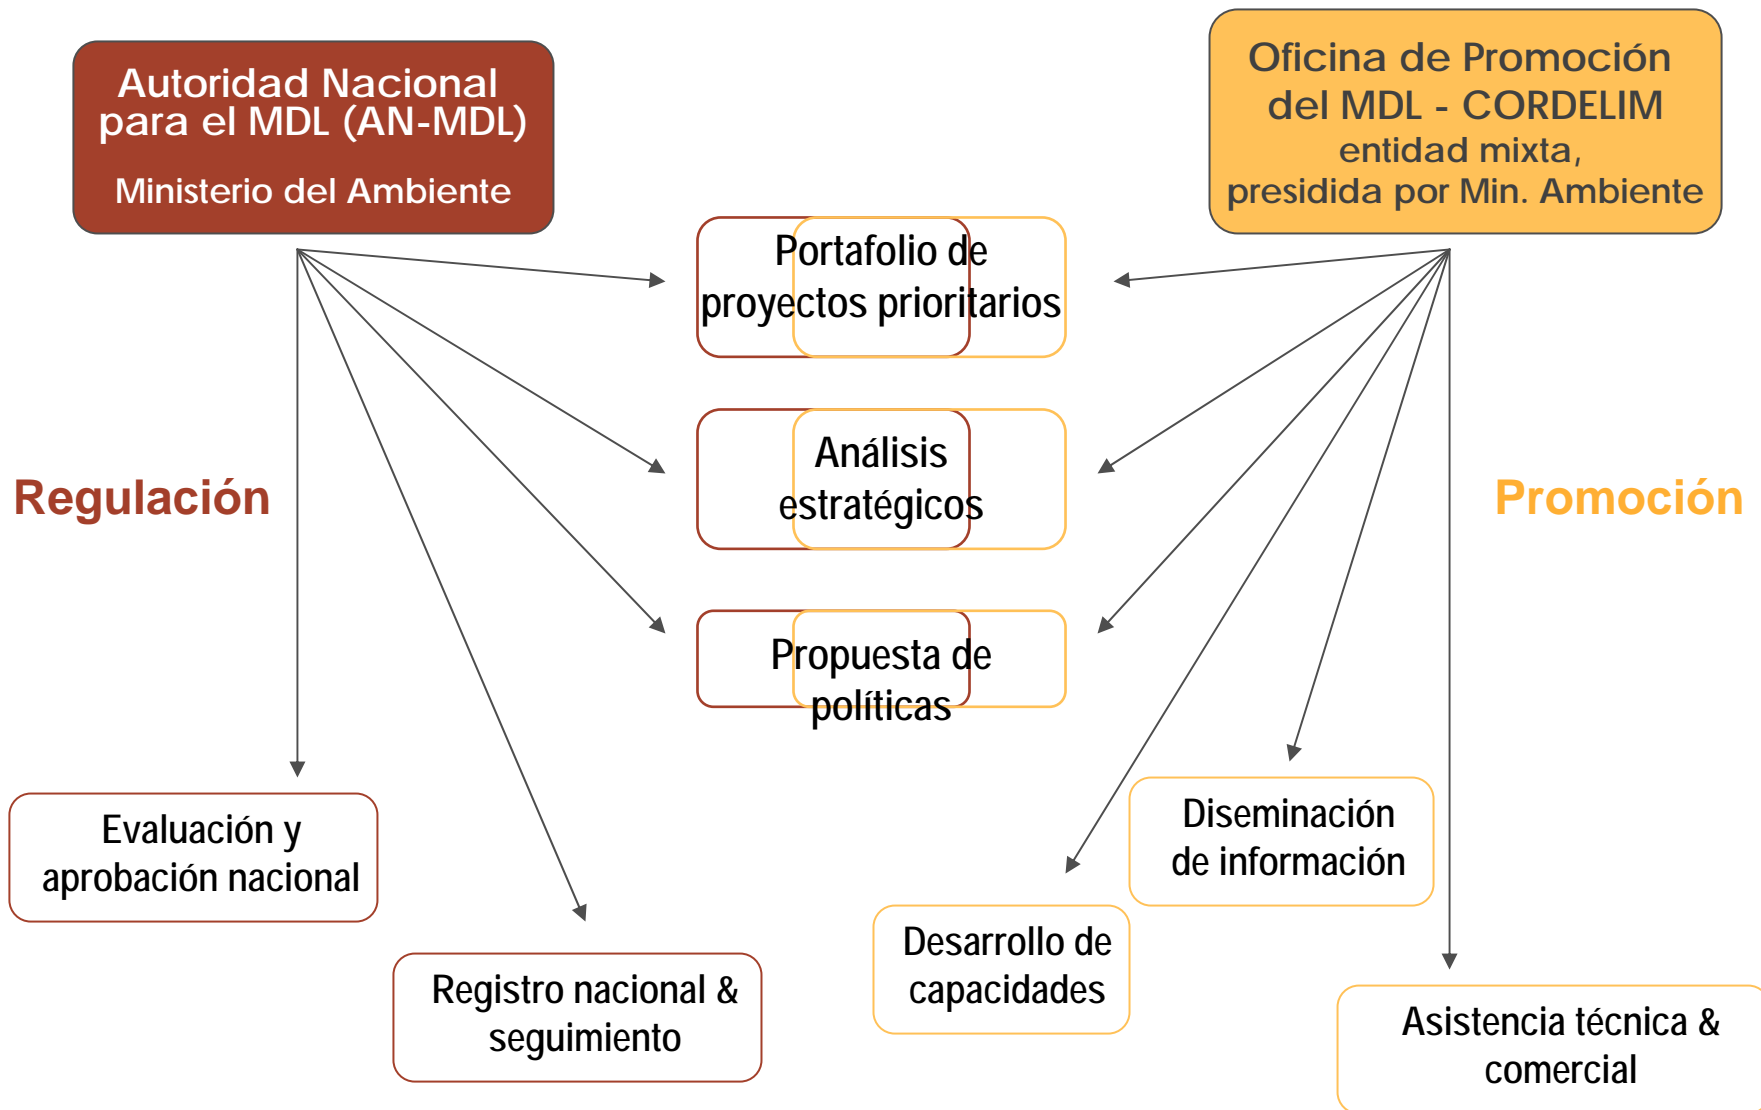 Autoridad Nacional
para el MDL (AN-MDL)
Ministerio del Ambiente
Oficina de Promoción
del MDL - CORDELIM
entidad mixta,
presidida por Min. Ambiente
Portafolio de
proyectos prioritarios
Análisis
estratégicos
Regulación
Promoción
Propuesta de
políticas
Evaluación y
aprobación nacional
Diseminación
de información
Registro nacional &
seguimiento
Desarrollo de
capacidades
Asistencia técnica &
comercial